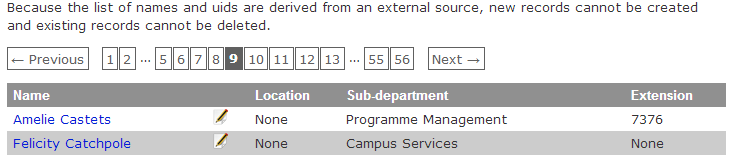 Because the list of names and uids are derived from an external source, new records cannot be created
and existing records cannot be deleted.
← Previous 1 2 ... 5 6 7 8 9 10 11 12 13 ... 55 56 Next →
Name Location Sub-department Extension
Amelie Castets None Programme Management 7376
Felicity Catchpole None Campus Services None